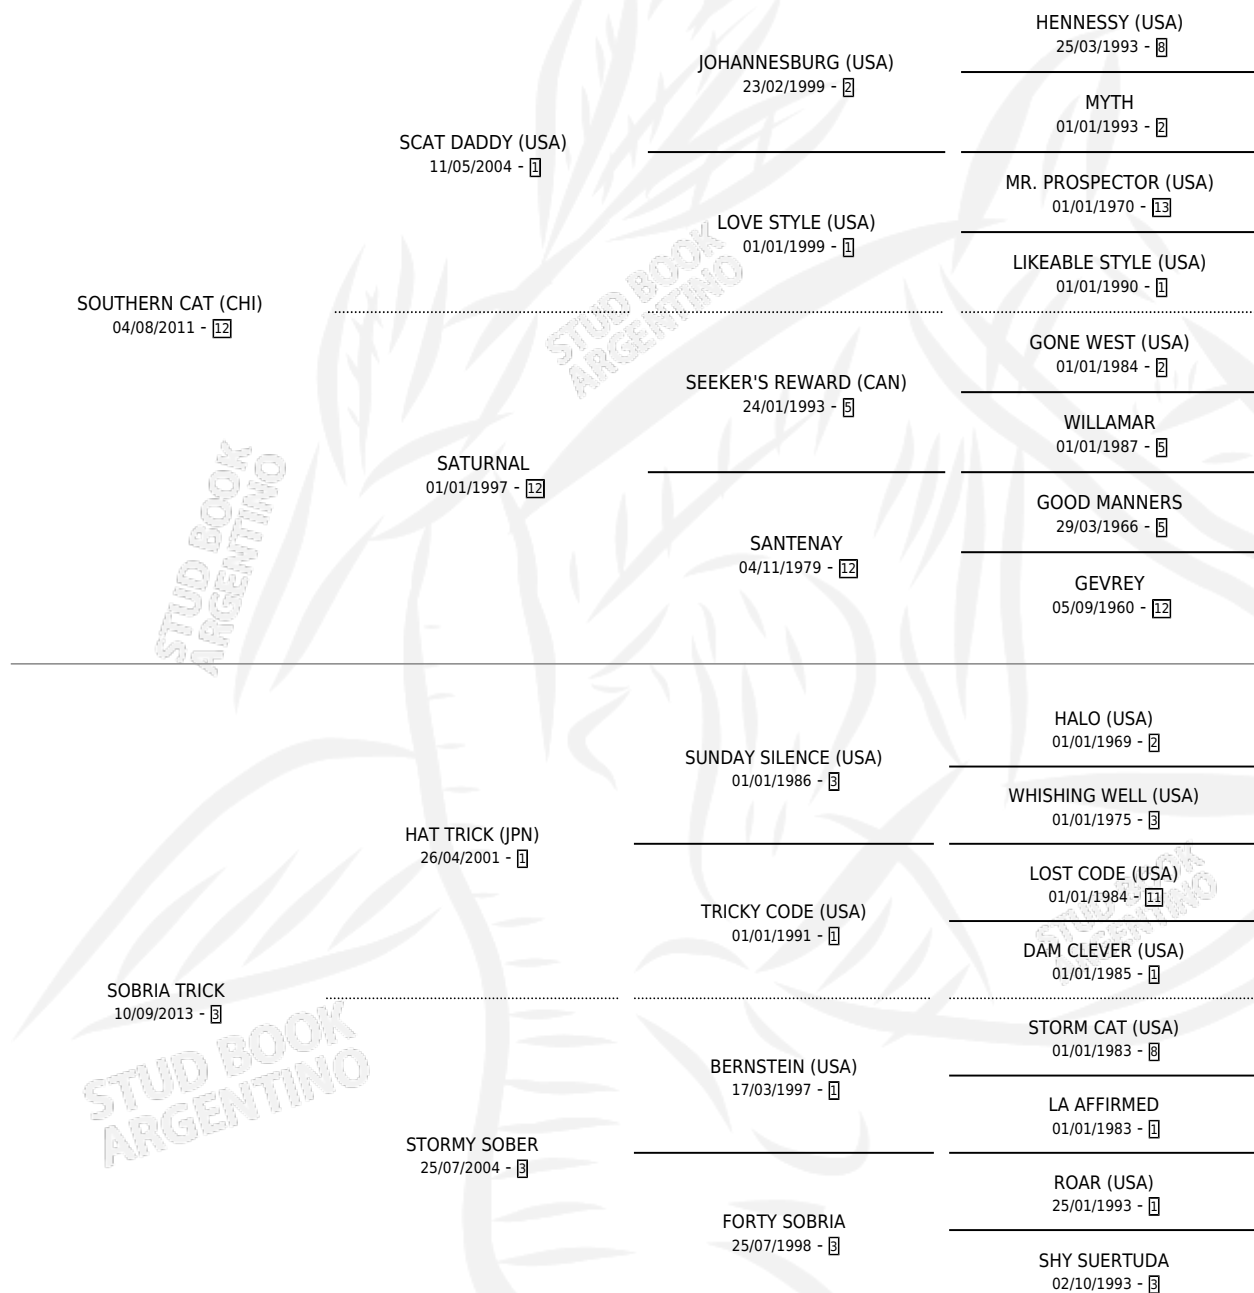 HENNESSY (USA)
25/03/1993 - 8
JOHANNESBURG (USA)
23/02/1999 - 2
MYTH
01/01/1993 - 2
SCAT DADDY (USA)
11/05/2004 - 1
MR. PROSPECTOR (USA)
01/01/1970 - 13
LOVE STYLE (USA)
01/01/1999 - 1
LIKEABLE STYLE (USA)
01/01/1990 - 1
SOUTHERN CAT (CHI)
04/08/2011 - 12
STUD BOOK
ARGENTINO
GONE WEST (USA)
01/01/1984 - 2
SEEKER'S REWARD (CAN)
24/01/1993 - 5
WILLAMAR
01/01/1987 - 5
SATURNAL
01/01/1997 - 12
GOOD MANNERS
29/03/1966 - 5
SANTENAY
04/11/1979 - 12
GEVREY
05/09/1960 - 12
STUD BOOK
ARGENTINO
HALO (USA)
01/01/1969 - 2
SUNDAY SILENCE (USA)
01/01/1986 - 3
WHISHING WELL (USA)
01/01/1975 - 3
HAT TRICK (JPN)
26/04/2001 - 1
LOST CODE (USA)
01/01/1984 - 11
STUD BOOK
ARGENTINO
TRICKY CODE (USA)
01/01/1991 - 1
DAM CLEVER (USA)
01/01/1985 - 1
SOBRIA TRICK
10/09/2013 - 3
STUD BOOK
ARGENTINO
STORM CAT (USA)
01/01/1983 - 8
BERNSTEIN (USA)
17/03/1997 - 1
LA AFFIRMED
01/01/1983 - 1
STORMY SOBER
25/07/2004 - 3
ROAR (USA)
25/01/1993 - 1
FORTY SOBRIA
25/07/1998 - 3
SHY SUERTUDA
02/10/1993 - 3